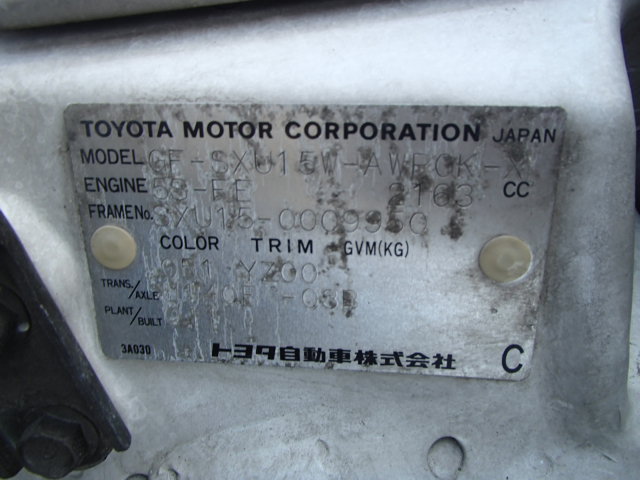 TOYOTA MOTOR CORPORATION JAPAN
MODEL GF-SXU15W-AWPGK-X
ENGINE 5S-FE 2163 CC
FRAME No. SXU15-0009950
COLOR TRIM GVM(KG)
YZ00
TRANS./AXLE -03B
PLANT/BUILT
3A030 トヨタ自動車株式会社 C